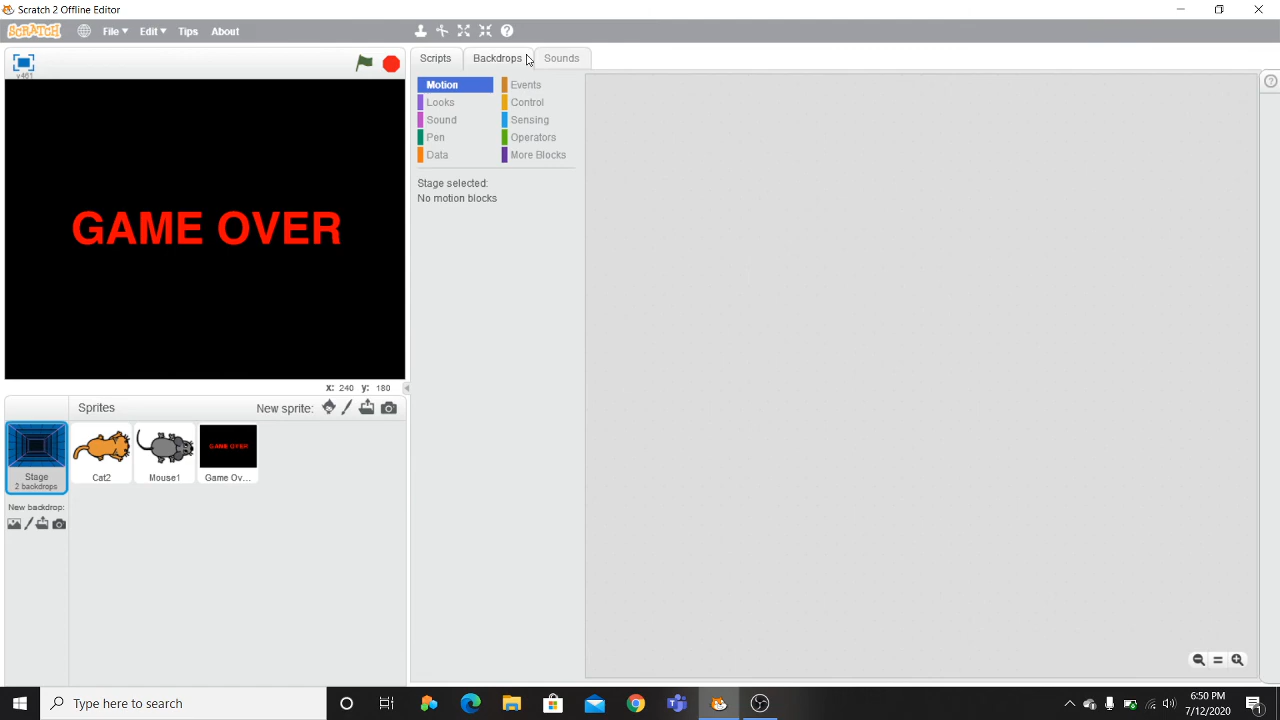 Scratch 2 Offline Editor
SCRATCH File Edit Tips About
v461
Scripts Backdrops Sounds
Motion Events
Looks Control
Sound Sensing
Pen Operators
Data More Blocks
Stage selected:
No motion blocks
GAME OVER
x: 240 y: 180
Sprites New sprite:
GAME OVER
Stage
2 backdrops
Cat2 Mouse1 Game Ov...
New backdrop:
Type here to search
6:50 PM
7/12/2020